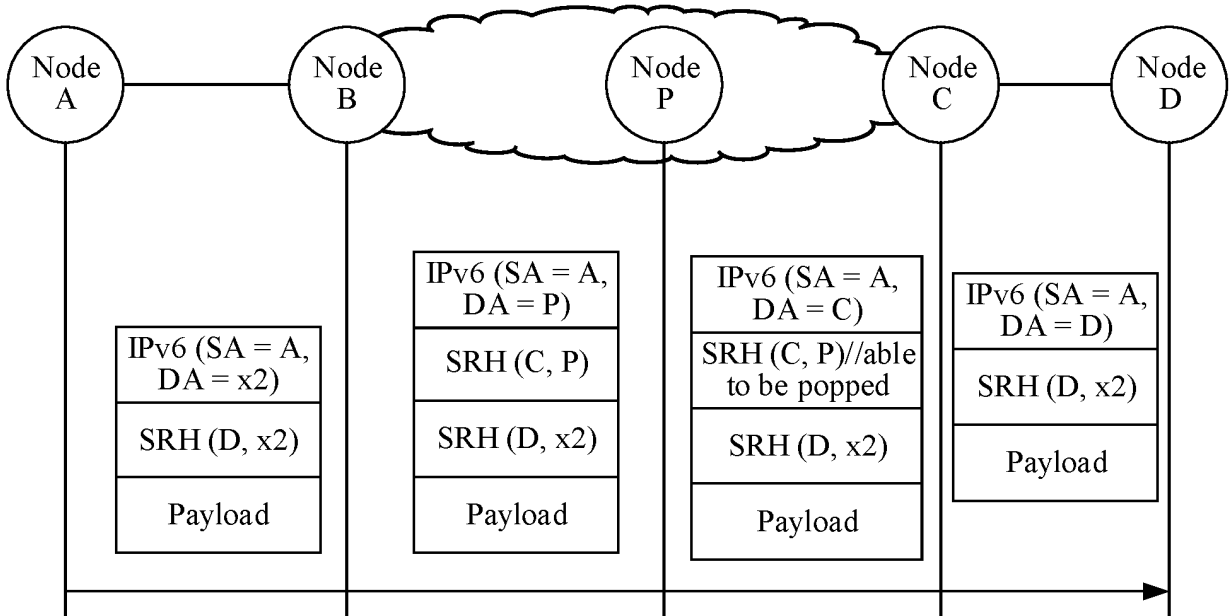 Node
A
Node
B
Node
P
Node
C
Node
D
IPv6 (SA = A,
DA = x2)
SRH (D, x2)
Payload
IPv6 (SA = A,
DA = P)
SRH (C, P)
SRH (D, x2)
Payload
IPv6 (SA = A,
DA = C)
SRH (C, P)//able
to be popped
SRH (D, x2)
Payload
IPv6 (SA = A,
DA = D)
SRH (D, x2)
Payload